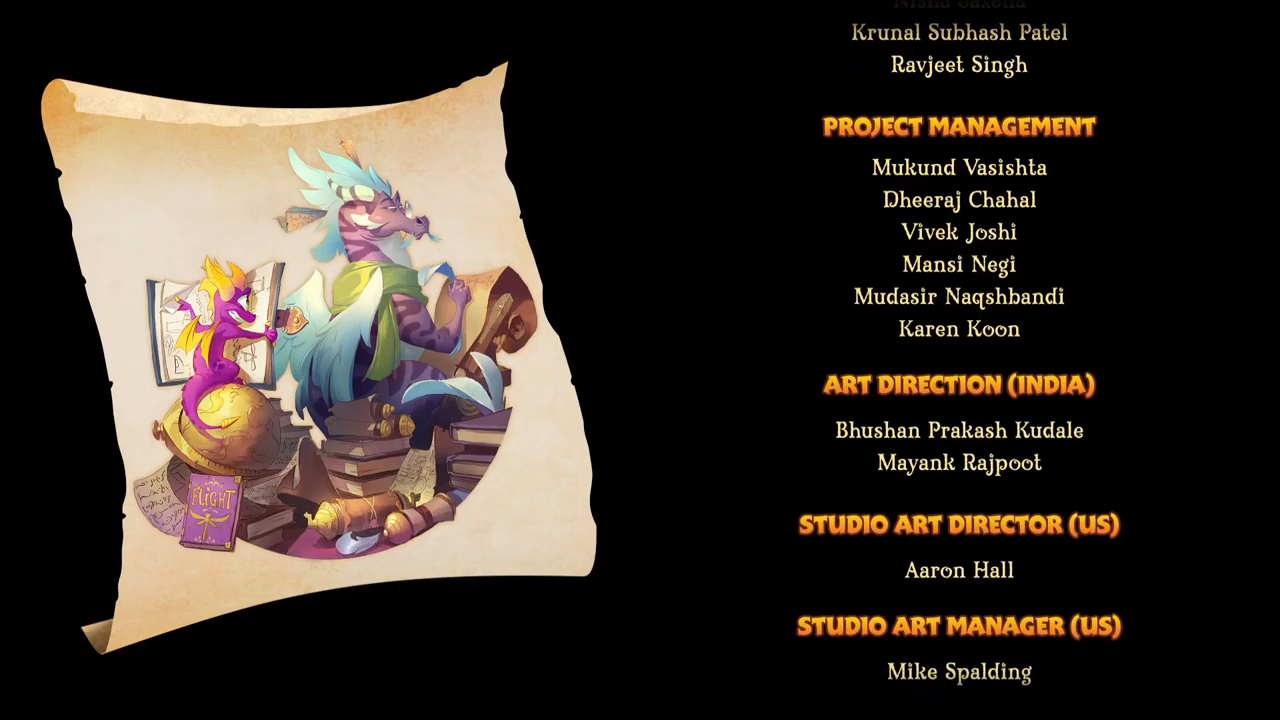 Nisha Saxena
Krunal Subhash Patel
Ravjeet Singh
PROJECT MANAGEMENT
Mukund Vasishta
Dheeraj Chahal
Vivek Joshi
Mansi Negi
Mudasir Naqshbandi
Karen Koon
ART DIRECTION (INDIA)
Bhushan Prakash Kudale
Mayank Rajpoot
STUDIO ART DIRECTOR (US)
Aaron Hall
STUDIO ART MANAGER (US)
Mike Spalding
FLIGHT